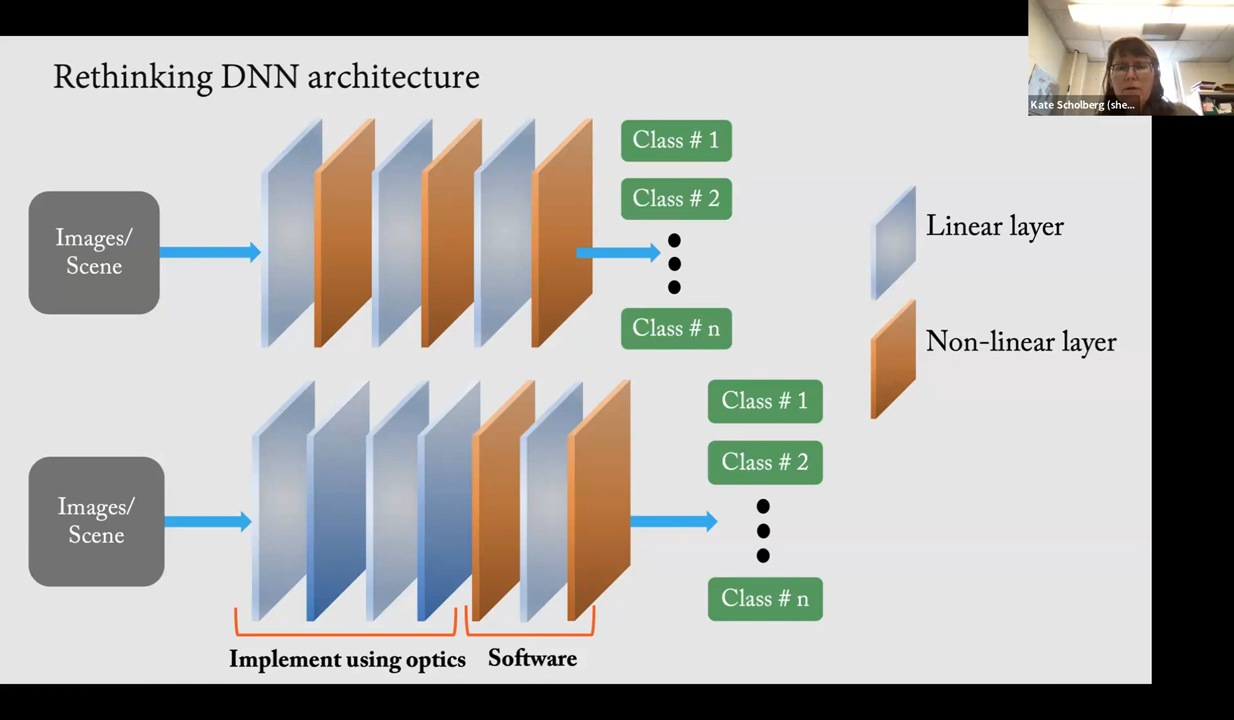 Rethinking DNN architecture
Kate Scholberg (she...
Images/
Scene
Class # 1
Class # 2
Class # n
Linear layer
Non-linear layer
Images/
Scene
Class # 1
Class # 2
Class # n
Implement using optics
Software